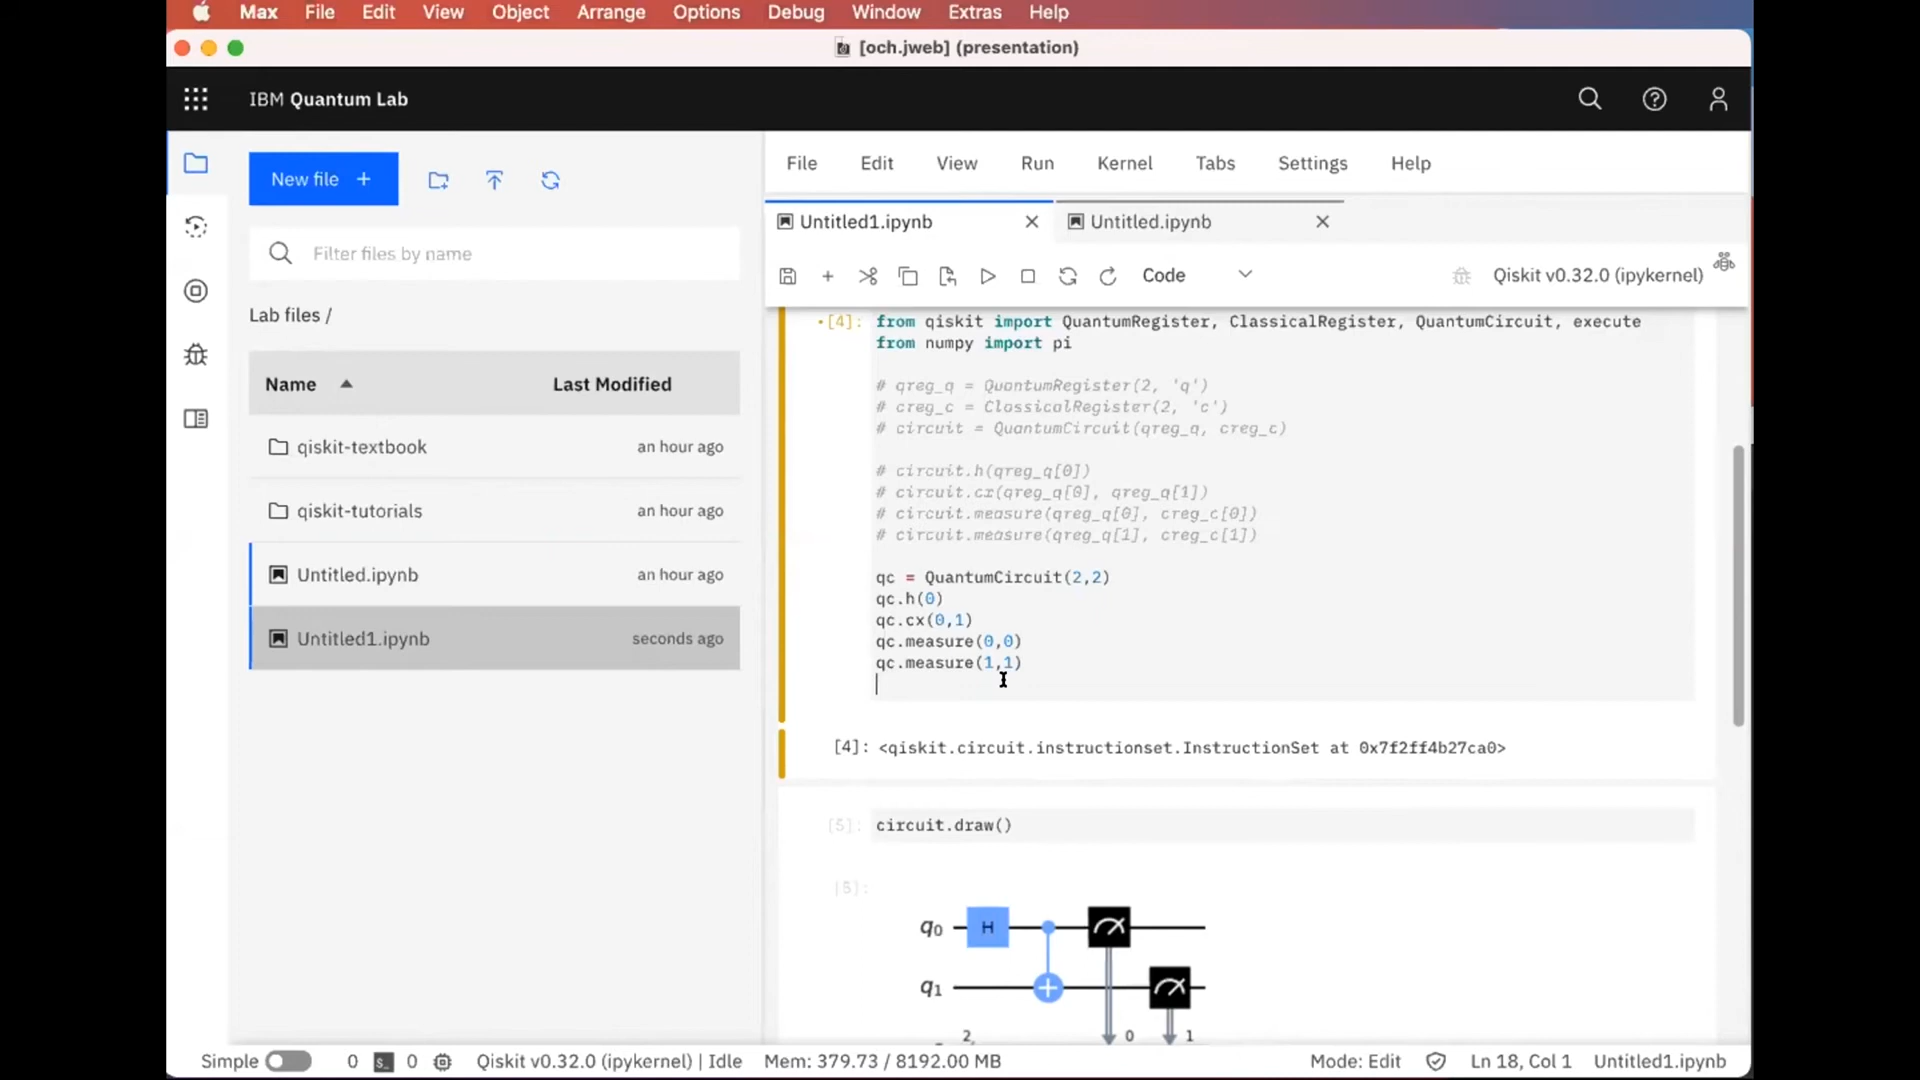 Max File Edit View Object Arrange Options Debug Window Extras Help
[och.jweb] (presentation)
IBM Quantum Lab
New file +
Filter files by name
Lab files /
Name Last Modified
qiskit-textbook an hour ago
qiskit-tutorials an hour ago
Untitled.ipynb an hour ago
Untitled1.ipynb seconds ago
File Edit View Run Kernel Tabs Settings Help
Untitled1.ipynb Untitled.ipynb
Code Qiskit v0.32.0 (ipykernel)
[4]: from qiskit import QuantumRegister, ClassicalRegister, QuantumCircuit, execute
from numpy import pi
# qreg_q = QuantumRegister(2, 'q')
# creg_c = ClassicalRegister(2, 'c')
# circuit = QuantumCircuit(qreg_q, creg_c)
# circuit.h(qreg_q[0])
# circuit.cx(qreg_q[0], qreg_q[1])
# circuit.measure(qreg_q[0], creg_c[0])
# circuit.measure(qreg_q[1], creg_c[1])
qc = QuantumCircuit(2,2)
qc.h(0)
qc.cx(0,1)
qc.measure(0,0)
qc.measure(1,1)
[4]: <qiskit.circuit.instructionset.InstructionSet at 0x7f2ff4b27ca0>
[5]: circuit.draw()
[5]:
q0 H
q1
2 0 1
Simple 0 0 Qiskit v0.32.0 (ipykernel) | Idle Mem: 379.73 / 8192.00 MB Mode: Edit Ln 18, Col 1 Untitled1.ipynb